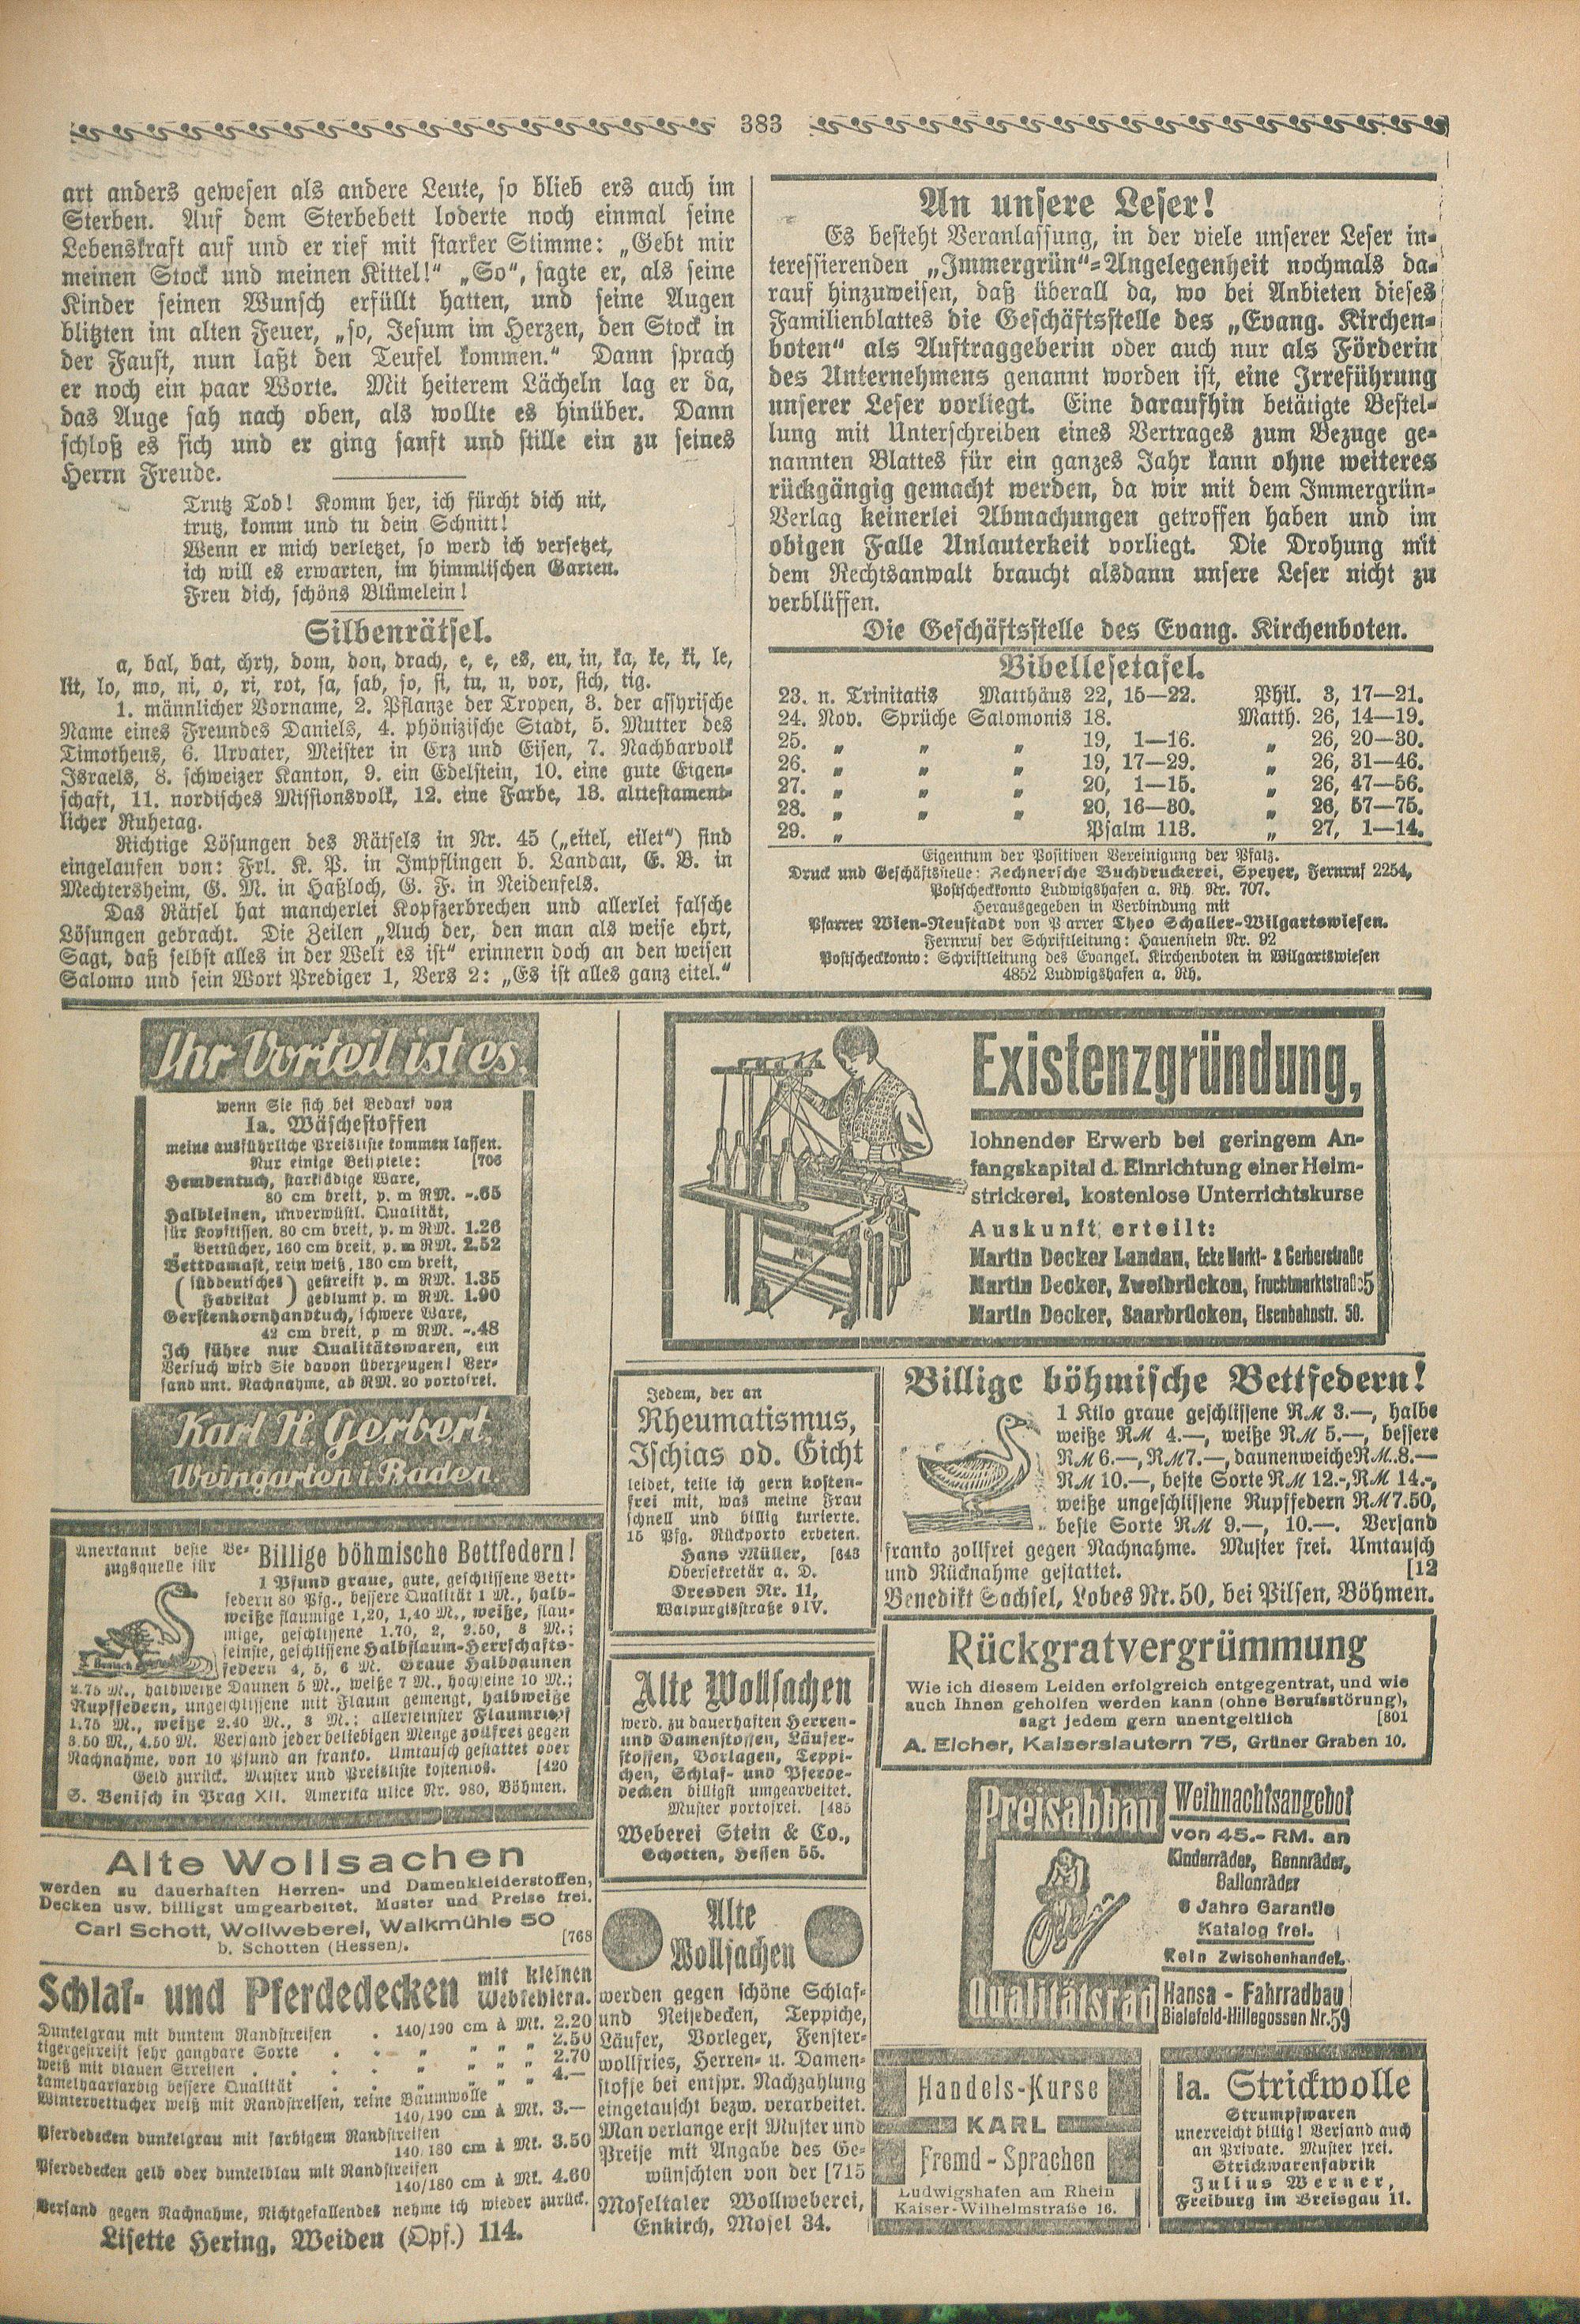 383
art anders gewesen als andere Leute, so blieb ers auch im
Sterben. Auf dem Sterbebett loderte noch einmal seine
Lebenskraft auf und er rief mit starker Stimme: „Gebt mir
meinen Stock und meinen Kittel!“ „So“, sagte er, als seine
Kinder seinen Wunsch erfüllt hatten, und seine Augen
blitzten im alten Feuer, „so, Jesum im Herzen, den Stock in
der Faust, nun laßt den Teufel kommen.“ Dann sprach
er noch ein paar Worte. Mit heiterem Lächeln lag er da,
das Auge sah nach oben, als wollte es hinüber. Dann
schloß es sich und er ging sanft und stille ein zu seines
Herrn Freude.
Trutz Tod! Komm her, ich fürcht dich nit,
trutz, komm und tu dein Schnitt!
Wenn er mich verletzet, so werd ich versetzet,
ich will es erwarten, im himmlischen Garten.
Freu dich, schöns Blümelein!
Silbenrätsel.
a, bal, bat, chry, dom, don, drach, e, e, es, eu, in, ka, ke, ki, le,
lit, lo, mo, ni, o, ri, rot, sa, sab, so, si, tu, u, vor, sich, tig.
1. männlicher Vorname, 2. Pflanze der Tropen, 3. der assyrische
Name eines Freundes Daniels, 4. phönizische Stadt, 5. Mutter des
Timotheus, 6. Urvater, Meister in Erz und Eisen, 7. Nachbarvolk
Israels, 8. schweizer Kanton, 9. ein Edelstein, 10. eine gute Eigen-
schaft, 11. nordisches Missionsvolk, 12. eine Farbe, 13. alttestament-
licher Ruhetag.
Richtige Lösungen des Rätsels in Nr. 45 („eitel, eilet“) sind
eingelaufen von: Frl. K. P. in Impflingen b. Landau, E. B. in
Mechtersheim, G. M. in Haßloch, G. F. in Neidenfels.
Das Rätsel hat mancherlei Kopfzerbrechen und allerlei falsche
Lösungen gebracht. Die Zeilen „Auch der, den man als weise ehrt,
Sagt, daß selbst alles in der Welt es ist“ erinnern doch an den weisen
Salomo und sein Wort Prediger 1, Vers 2: „Es ist alles ganz eitel.“
An unsere Leser!
Es besteht Veranlassung, in der viele unserer Leser in-
teressierenden „Immergrün“-Angelegenheit nochmals da-
rauf hinzuweisen, daß überall da, wo bei Anbieten dieses
Familienblattes die Geschäftsstelle des „Evang. Kirchen-
boten“ als Auftraggeberin oder auch nur als Förderin
des Unternehmens genannt worden ist, eine Irreführung
unserer Leser vorliegt. Eine daraufhin betätigte Bestel-
lung mit Unterschreiben eines Vertrages zum Bezuge ge-
nannten Blattes für ein ganzes Jahr kann ohne weiteres
rückgängig gemacht werden, da wir mit dem Immergrün-
Verlag keinerlei Abmachungen getroffen haben und im
obigen Falle Unlauterkeit vorliegt. Die Drohung mit
dem Rechtsanwalt braucht alsdann unsere Leser nicht zu
verblüffen.
Die Geschäftsstelle des Evang. Kirchenboten.
Bibellesetafel.
23. n. Trinitatis Matthäus 22, 15—22. Phil. 3, 17—21.
24. Nov. Sprüche Salomonis 18. Matth. 26, 14—19.
25. „ „ „ 19, 1—16. „ 26, 20—30.
26. „ „ „ 19, 17—29. „ 26, 31—46.
27. „ „ „ 20, 1—15. „ 26, 47—56.
28. „ „ „ 20, 16—30. „ 26, 57—75.
29. „ Psalm 113. „ 27, 1—14.
Eigentum der Positiven Vereinigung der Pfalz.
Druck und Geschäftsstelle: Zechnersche Buchdruckerei, Speyer, Fernruf 2254,
Postscheckkonto Ludwigshafen a. Rh. Nr. 707.
Herausgegeben in Verbindung mit
Pfarrer Wien-Neustadt von Pfarrer Theo Schaller-Wilgartswiesen.
Fernruf der Schriftleitung: Hauenstein Nr. 92
Postscheckkonto: Schriftleitung des Evangel. Kirchenboten in Wilgartswiesen
4852 Ludwigshafen a. Rh.
Ihr Vorteil ist es,
wenn Sie sich bei Bedarf von
Ia. Wäschestoffen
meine ausführliche Preisliste kommen lassen.
Nur einige Beispiele: [706
Hemdentuch, starkfädige Ware,
80 cm breit, p. m RM. -.65
Halbleinen, unverwüstl. Qualität,
für Kopfkissen, 80 cm breit, p. m RM. 1.26
„ Bettücher, 160 cm breit, p. m RM. 2.52
Bettdamast, rein weiß, 130 cm breit,
(süddeutsches) gestreift p. m RM. 1.35
(Fabrikat) geblumt p. m RM. 1.90
Gerstenkornhandtuch, schwere Ware,
42 cm breit, p. m RM. -.48
Ich führe nur Qualitätswaren, ein
Versuch wird Sie davon überzeugen! Ver-
sand unt. Nachnahme, ab RM. 20 portofrei.
Karl H. Gerbert,
Weingarten i. Baden
Existenzgründung,
lohnender Erwerb bei geringem An-
fangskapital d. Einrichtung einer Heim-
strickerei, kostenlose Unterrichtskurse
Auskunft erteilt:
Martin Decker Landau, Ecke Markt- & Gerberstraße
Martin Decker, Zweibrücken, Fruchtmarktstraße 5
Martin Decker, Saarbrücken, Eisenbahnstr. 56.
Jedem, der an
Rheumatismus,
Ischias od. Gicht
leidet, teile ich gern kosten-
frei mit, was meine Frau
schnell und billig kurierte.
15 Pfg. Rückporto erbeten.
Hans Müller, [643
Obersekretär a. D.
Dresden Nr. 11,
Walpurgisstraße 9 IV.
Billige böhmische Bettfedern!
1 Kilo graue geschlissene RM 3.—, halb-
weiße RM 4.—, weiße RM 5.—, bessere
RM 6.—, RM 7.—, daunenweiche RM. 8.—
RM 10.—, beste Sorte RM 12.-, RM 14.-,
weiße ungeschlissene Rupffedern RM 7.50,
beste Sorte RM 9.—, 10.—. Versand
franko zollfrei gegen Nachnahme. Muster frei. Umtausch
und Rücknahme gestattet. [12
Benedikt Sachsel, Lobes Nr. 50, bei Pilsen, Böhmen.
Anerkannt beste Be-
zugsquelle für
Billige böhmische Bettfedern!
1 Pfund graue, gute, geschlissene Bett-
federn 80 Pfg., bessere Qualität 1 M., halb-
weiße flaumige 1,20, 1,40 M., weiße, flau-
mige, geschlissene 1.70, 2, 2.50, 3 M.;
feinste, geschlissene Halbflaum-Herrschafts-
federn 4, 5, 6 M. Graue Halbdaunen
2.75 M., halbweiße Daunen 5 M., weiße 7 M., hochfeine 10 M.;
Rupffedern, ungeschlissene mit Flaum gemengt, halbweiße
1.75 M., weiße 2.40 M., 3 M.; allerfeinster Flaumrupf
3.50 M., 4.50 M. Versand jeder beliebigen Menge zollfrei gegen
Nachnahme, von 10 Pfund an franko. Umtausch gestattet oder
Geld zurück. Muster und Preisliste kostenlos. [420
S. Benisch in Prag XII. Amerika ulice Nr. 980, Böhmen.
Alte Wollsachen
werd. zu dauerhaften Herren-
und Damenstoffen, Läufer-
stoffen, Vorlagen, Teppi-
chen, Schlaf- und Pferde-
decken billigst umgearbeitet.
Muster portofrei. [485
Weberei Stein & Co.,
Schotten, Hessen 55.
Rückgratvergrümmung
Wie ich diesem Leiden erfolgreich entgegentrat, und wie
auch Ihnen geholfen werden kann (ohne Berufsstörung),
sagt jedem gern unentgeltlich [801
A. Eicher, Kaiserslautern 75, Grüner Graben 10.
Alte Wollsachen
werden zu dauerhaften Herren- und Damenkleiderstoffen,
Decken usw. billigst umgearbeitet. Muster und Preise frei.
Carl Schott, Wollweberei, Walkmühle 50
b. Schotten (Hessen). [768
Preisabbau
Weihnachtsangebot
von 45.- RM. an
Kinderräder, Rennräder,
Ballonräder
6 Jahre Garantie
Katalog frei.
Kein Zwischenhandel.
Qualitätsrad
Hansa - Fahrradbau
Bielefeld-Hillegossen Nr. 59
Schlaf- und Pferdedecken mit kleinen
Webfehlern.
Dunkelgrau mit buntem Randstreifen . 140/190 cm à Mk. 2.20
tigergestreift sehr gangbare Sorte . . „ „ „ „ 2.50
weiß mit blauen Streifen . . . . „ „ „ „ 2.70
kamelhaarfarbig bessere Qualität . . „ „ „ „ 4.—
Winterbettücher weiß mit Randstreifen, reine Baumwolle
140/190 cm à Mk. 3.—
Pferdedecken dunkelgrau mit farbigem Randstreifen
140/180 cm à Mk. 3.50
Pferdedecken gelb oder dunkelblau mit Randstreifen
140/180 cm à Mk. 4.60
Versand gegen Nachnahme, Nichtgefallendes nehme ich wieder zurück.
Lisette Hering, Weiden (Opf.) 114.
Alte
Wollsachen
werden gegen schöne Schlaf-
und Reisedecken, Teppiche,
Läufer, Vorleger, Fenster-
wollfries, Herren- u. Damen-
stoffe bei entspr. Nachzahlung
eingetauscht bezw. verarbeitet.
Man verlange erst Muster und
Preise mit Angabe des Ge-
wünschten von der [715
Moseltaler Wollweberei,
Enkirch, Mosel 34.
Handels-Kurse
KARL
Fremd-Sprachen
Ludwigshafen am Rhein
Kaiser-Wilhelmstraße 16.
Ia. Strickwolle
Strumpfwaren
unerreicht billig! Versand auch
an Private. Muster frei.
Strickwarenfabrik
Julius Werner,
Freiburg im Breisgau 11.